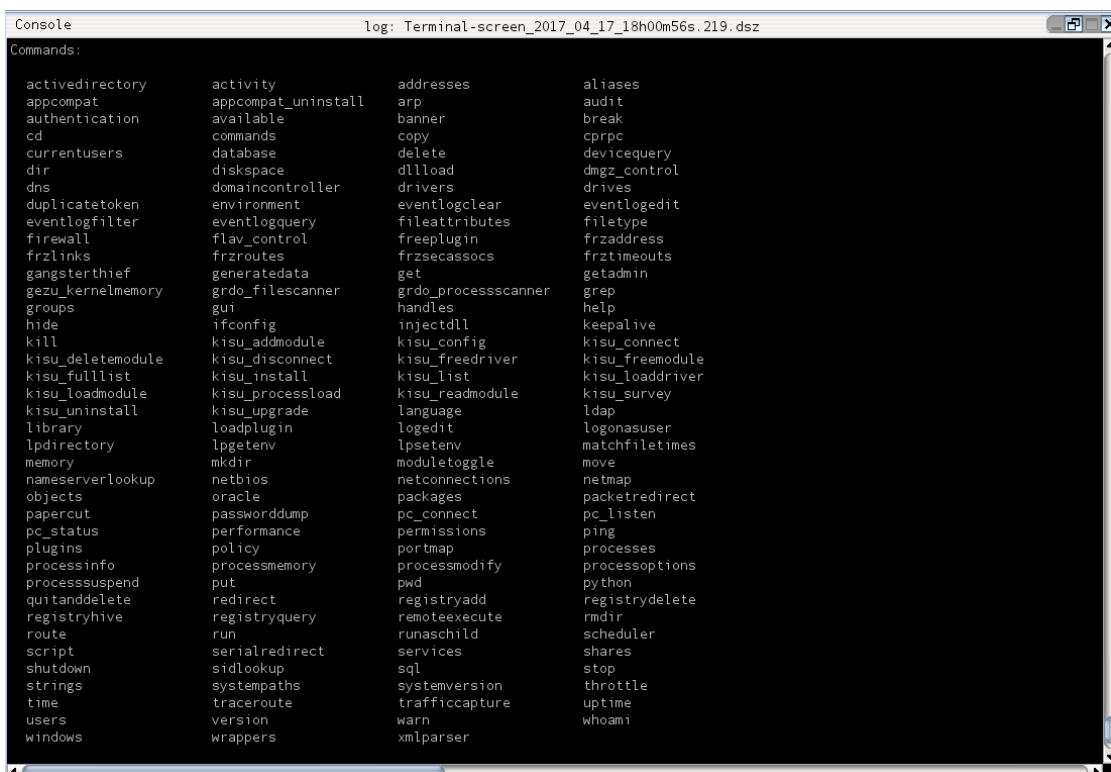 Console log: Terminal-screen_2017_04_17_18h00m56s.219.dsz
Commands:
activedirectory activity addresses aliases
appcompat appcompat_uninstall arp audit
authentication available banner break
cd commands copy cprpc
currentusers database delete devicequery
dir diskspace dllload dmgz_control
dns domaincontroller drivers drives
duplicatetoken environment eventlogclear eventlogedit
eventlogfilter eventlogquery fileattributes filetype
firewall flav_control freeplugin frzaddress
frzlinks frzroutes frzsecassocs frztimeouts
gangsterthief generatedata get getadmin
gezu_kernelmemory grdo_filescanner grdo_processscanner grep
groups gui handles help
hide ifconfig injectdll keepalive
kill kisu_addmodule kisu_config kisu_connect
kisu_deletemodule kisu_disconnect kisu_freedriver kisu_freemodule
kisu_fulllist kisu_install kisu_list kisu_loaddriver
kisu_loadmodule kisu_processload kisu_readmodule kisu_survey
kisu_uninstall kisu_upgrade language ldap
library loadplugin logedit logonasuser
lpdirectory lpgetenv lpsetenv matchfiletimes
memory mkdir moduletoggle move
nameserverlookup netbios netconnections netmap
objects oracle packages packetredirect
papercut passworddump pc_connect pc_listen
pc_status performance permissions ping
plugins policy portmap processes
processinfo processmemory processmodify processoptions
processsuspend put pwd python
quitanddelete redirect registryadd registrydelete
registryhive registryquery remoteexecute rmdir
route run runaschild scheduler
script serialredirect services shares
shutdown sidlookup sql stop
strings systempaths systemversion throttle
time traceroute trafficcapture uptime
users version warn whoami
windows wrappers xmlparser